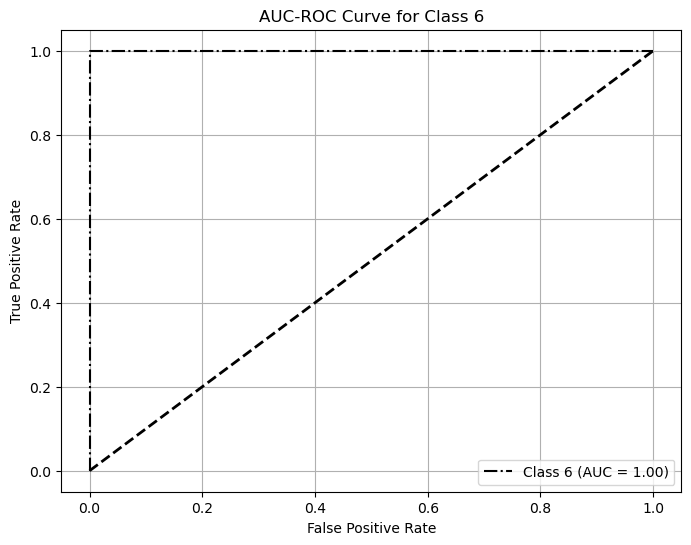 AUC-ROC Curve for Class 6
True Positive Rate
1.0
0.8
0.6
0.4
0.2
0.0
Class 6 (AUC = 1.00)
0.0 0.2 0.4 0.6 0.8 1.0
False Positive Rate